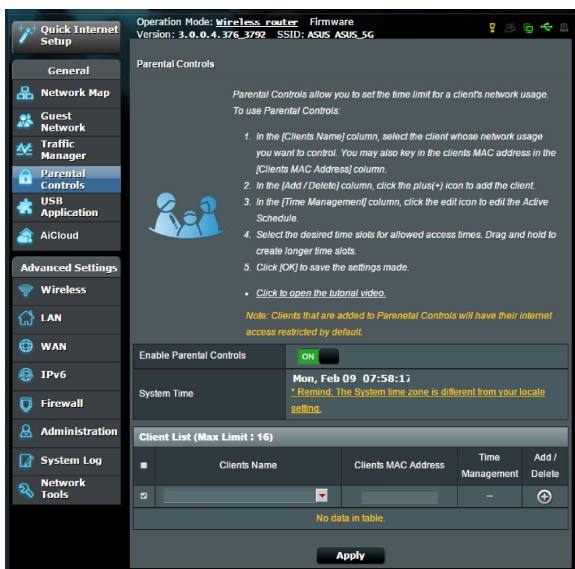 Quick Internet
Setup
Operation Mode: Wireless router Firmware
Version: 3.0.0.4.376_3792 SSID: ASUS ASUS_5G
General
Network Map
Guest
Network
Traffic
Manager
Parental
Controls
USB
Application
AiCloud
Advanced Settings
Wireless
LAN
WAN
IPv6
Firewall
Administration
System Log
Network
Tools
Parental Controls
Parental Controls allow you to set the time limit for a client's network usage.
To use Parental Controls:
1. In the [Clients Name] column, select the client whose network usage
you want to control. You may also key in the clients MAC address in the
[Clients MAC Address] column.
2. In the [Add / Delete] column, click the plus(+) icon to add the client.
3. In the [Time Management] column, click the edit icon to edit the Active
Schedule.
4. Select the desired time slots for allowed access times. Drag and hold to
create longer time slots.
5. Click [OK] to save the settings made.
• Click to open the tutorial video.
Note: Clients that are added to Parenetal Controls will have their internet
access restricted by default.
Enable Parental Controls
ON
System Time
Mon, Feb 09 07:58:17
* Remind: The System time zone is different from your locale
setting.
Client List (Max Limit : 16)
Clients Name
Clients MAC Address
Time
Management
Add /
Delete
--
No data in table.
Apply